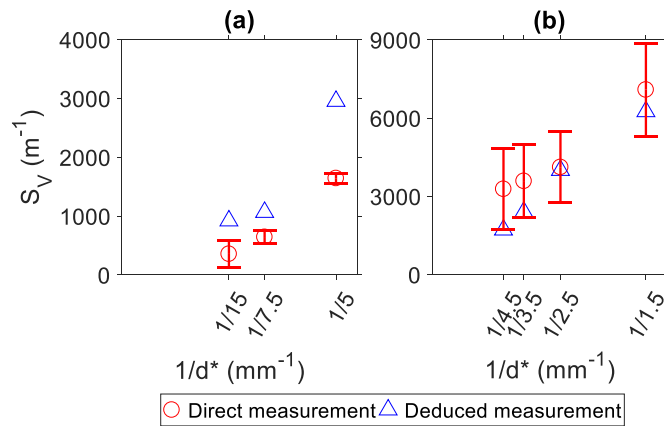 (a)
4000
3000
2000
1000
0
S_V (m^-1)
1/15
1/7.5
1/5
1/d* (mm^-1)
(b)
9000
6000
3000
0
1/4.5
1/3.5
1/2.5
1/1.5
1/d* (mm^-1)
Direct measurement Deduced measurement